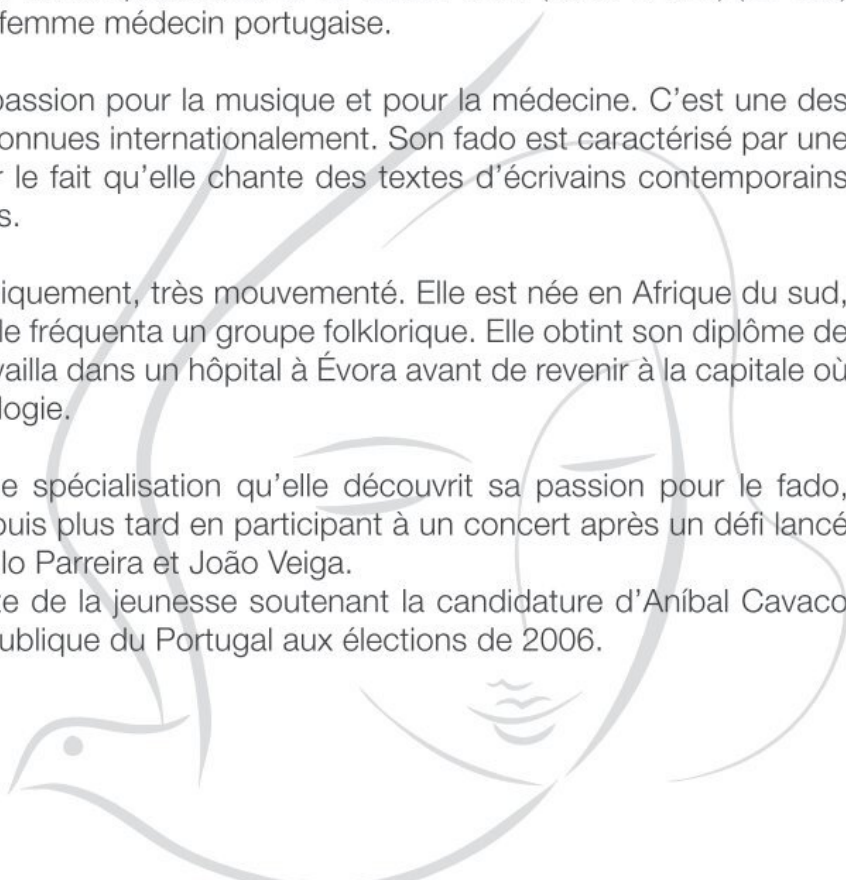 femme médecin portugaise.
passion pour la musique et pour la médecine. C'est une des
onnues internationalement. Son fado est caractérisé par une
le fait qu'elle chante des textes d'écrivains contemporains
s.
iquement, très mouvementé. Elle est née en Afrique du sud,
le fréquenta un groupe folklorique. Elle obtint son diplôme de
vailla dans un hôpital à Évora avant de revenir à la capitale où
logie.
e spécialisation qu'elle découvrit sa passion pour le fado,
puis plus tard en participant à un concert après un défi lancé
lo Parreira et João Veiga.
te de la jeunesse soutenant la candidature d'Aníbal Cavaco
ublique du Portugal aux élections de 2006.